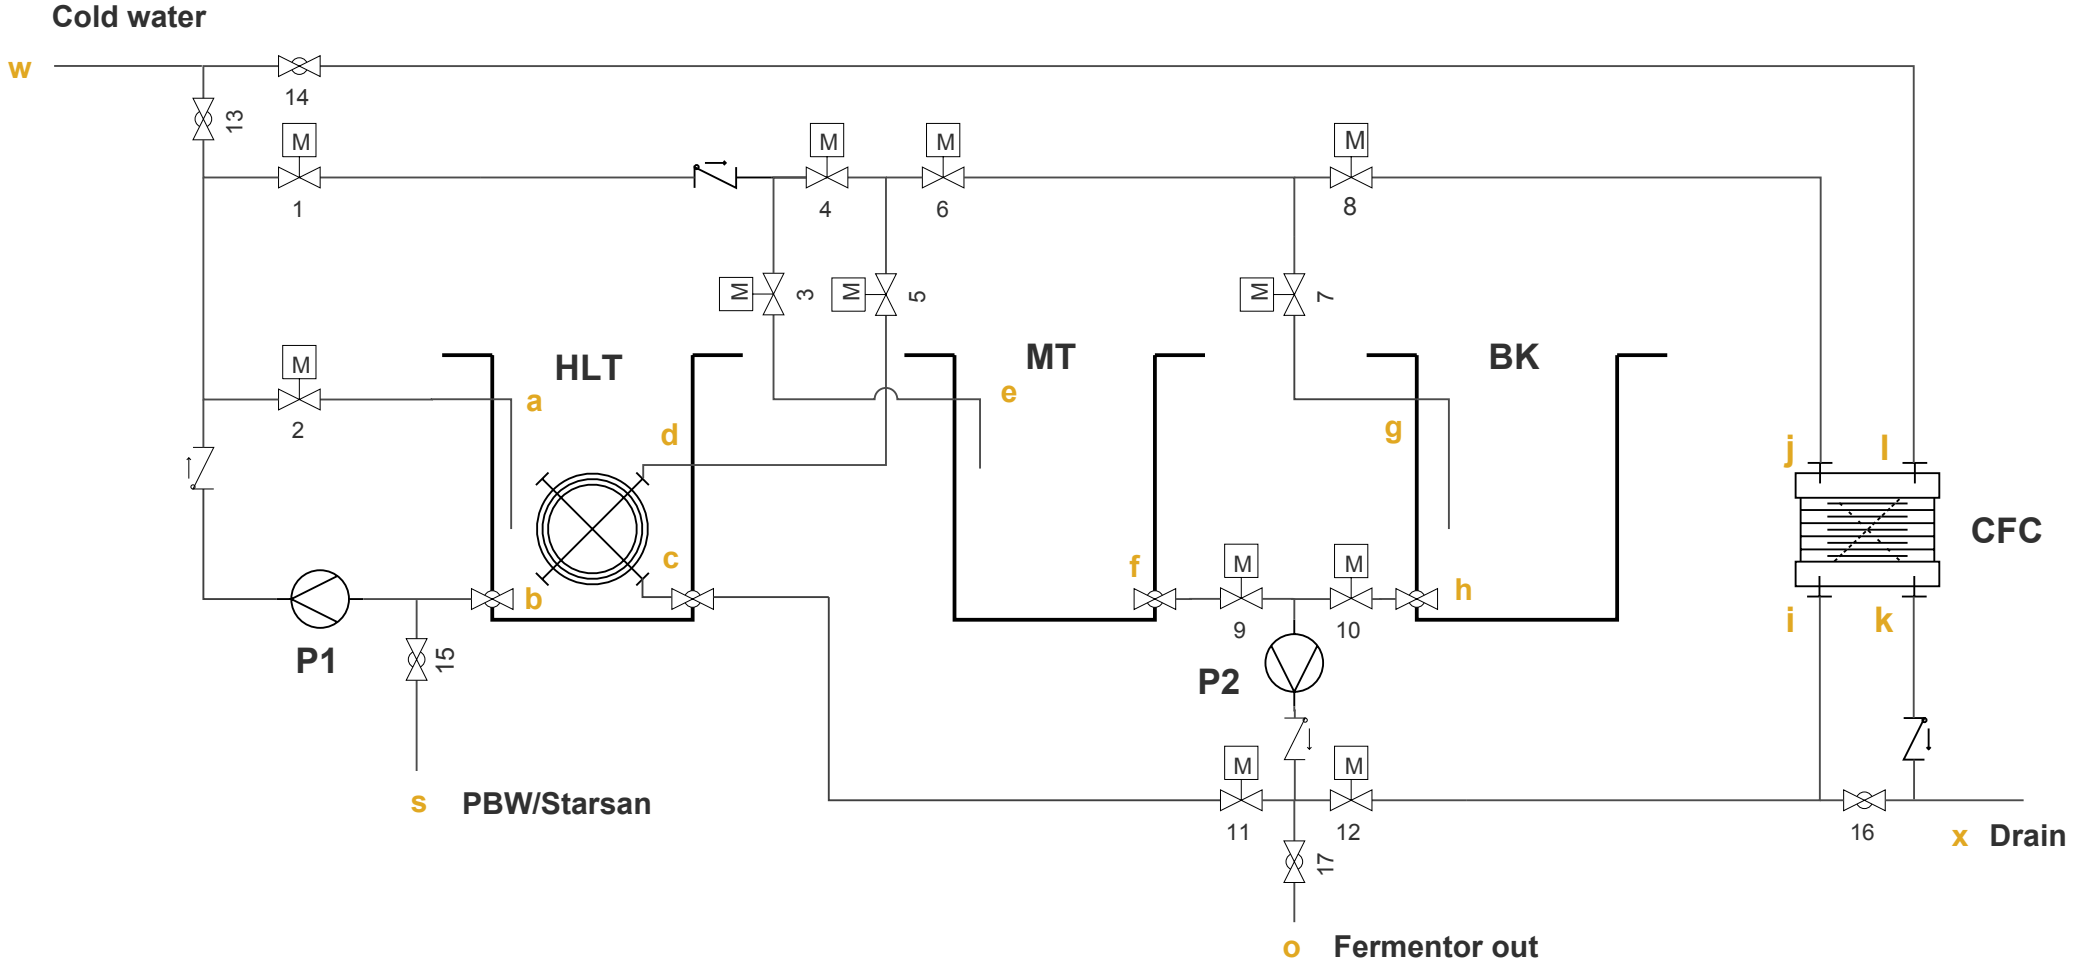 Cold water
w
14
13
M
M
M
M
1
4
6
8
M
3
M
5
M
7
M
HLT
MT
BK
a
e
2
d
g
j
l
c
f
M
M
CFC
b
h
i
k
9
10
P1
15
P2
M
M
s
PBW/Starsan
11
12
16
x
Drain
17
o
Fermentor out